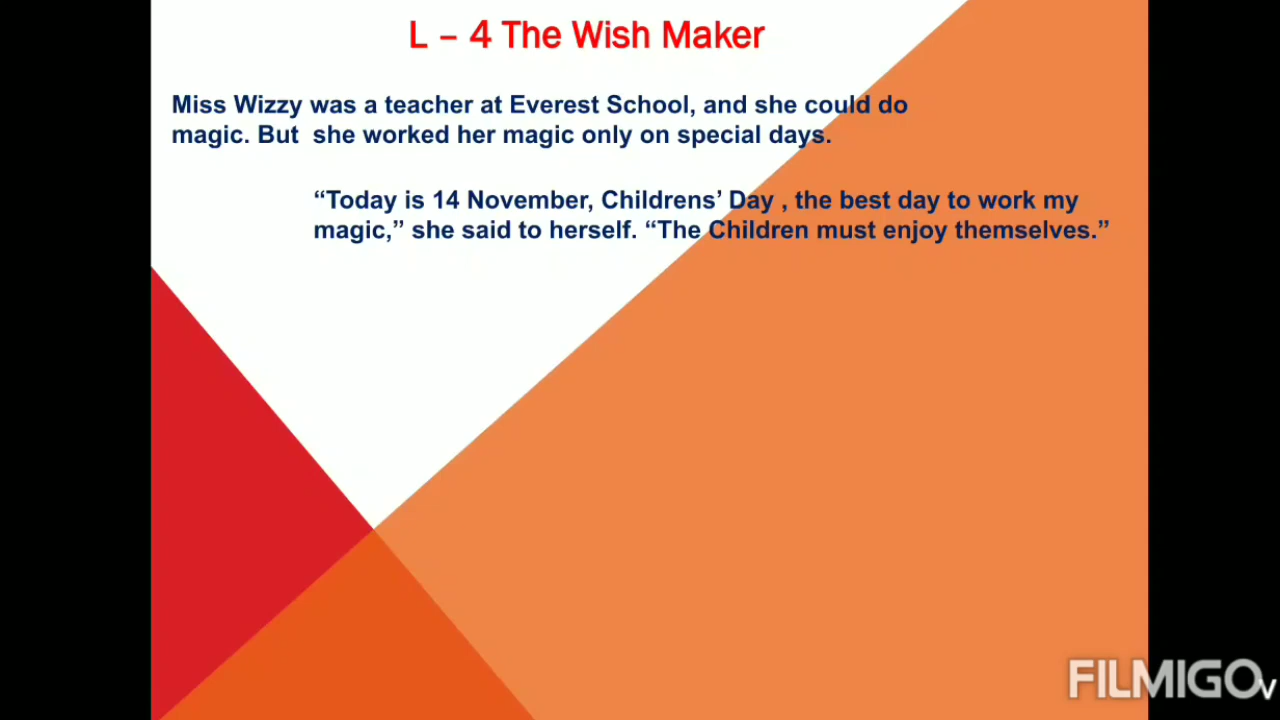 L – 4 The Wish Maker
Miss Wizzy was a teacher at Everest School, and she could do
magic. But  she worked her magic only on special days.
“Today is 14 November, Childrens’ Day , the best day to work my
magic,” she said to herself. “The Children must enjoy themselves.”
FILMIGO
V